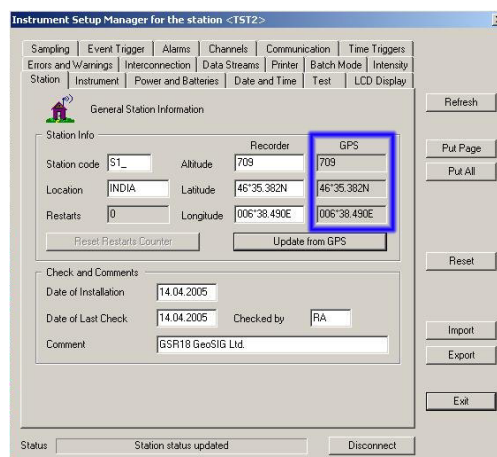 Instrument Setup Manager for the station <TST2>
Sampling Event Trigger Alarms Channels Communication Time Triggers
Errors and Warnings Interconnection Data Streams Printer Batch Mode Intensity
Station Instrument Power and Batteries Date and Time Test LCD Display
General Station Information
Station Info
Recorder GPS
Station code S1_ Altitude 709 709
Location INDIA Latitude 46°35.382N 46°35.382N
Restarts 0 Longitude 006°38.490E 006°38.490E
Reset Restarts Counter Update from GPS
Check and Comments
Date of Installation 14.04.2005
Date of Last Check 14.04.2005 Checked by RA
Comment GSR18 GeoSIG Ltd.
Refresh
Put Page
Put All
Reset
Import
Export
Exit
Status Station status updated Disconnect